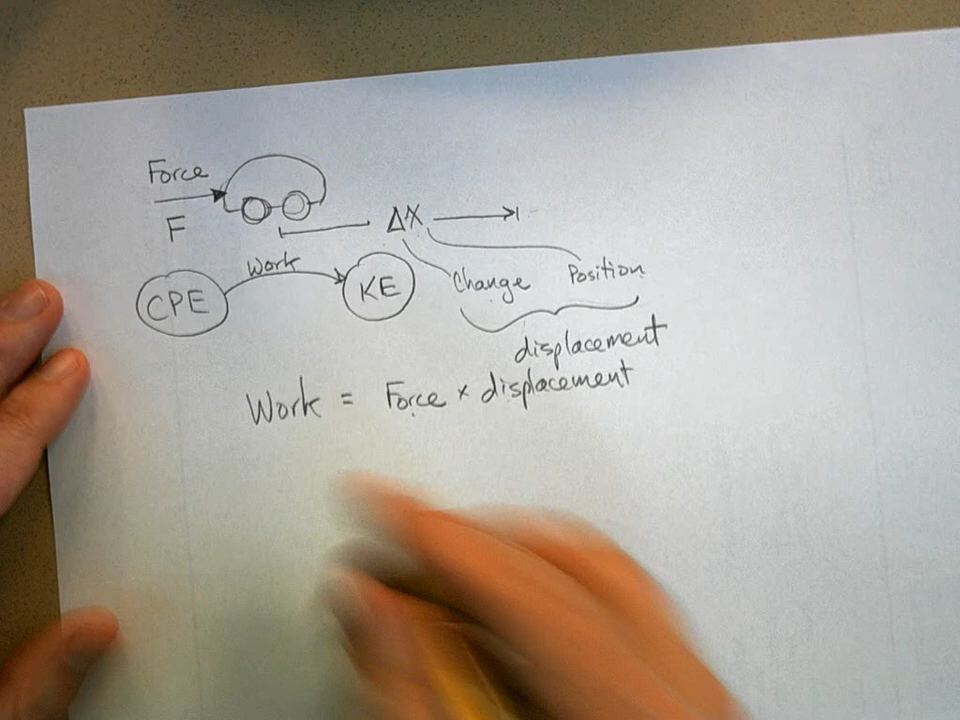 Force
F
ΔX
Work
CPE
KE
Change Position
displacement
Work = Force × displacement